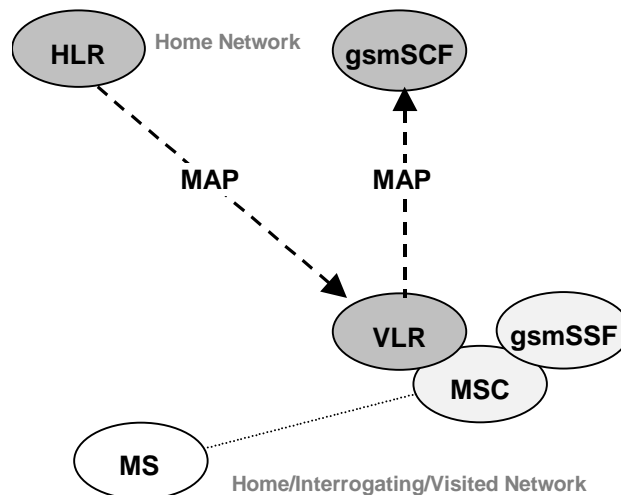 HLR
Home Network
gsmSCF
MAP
MAP
VLR
gsmSSF
MSC
MS
Home/Interrogating/Visited Network